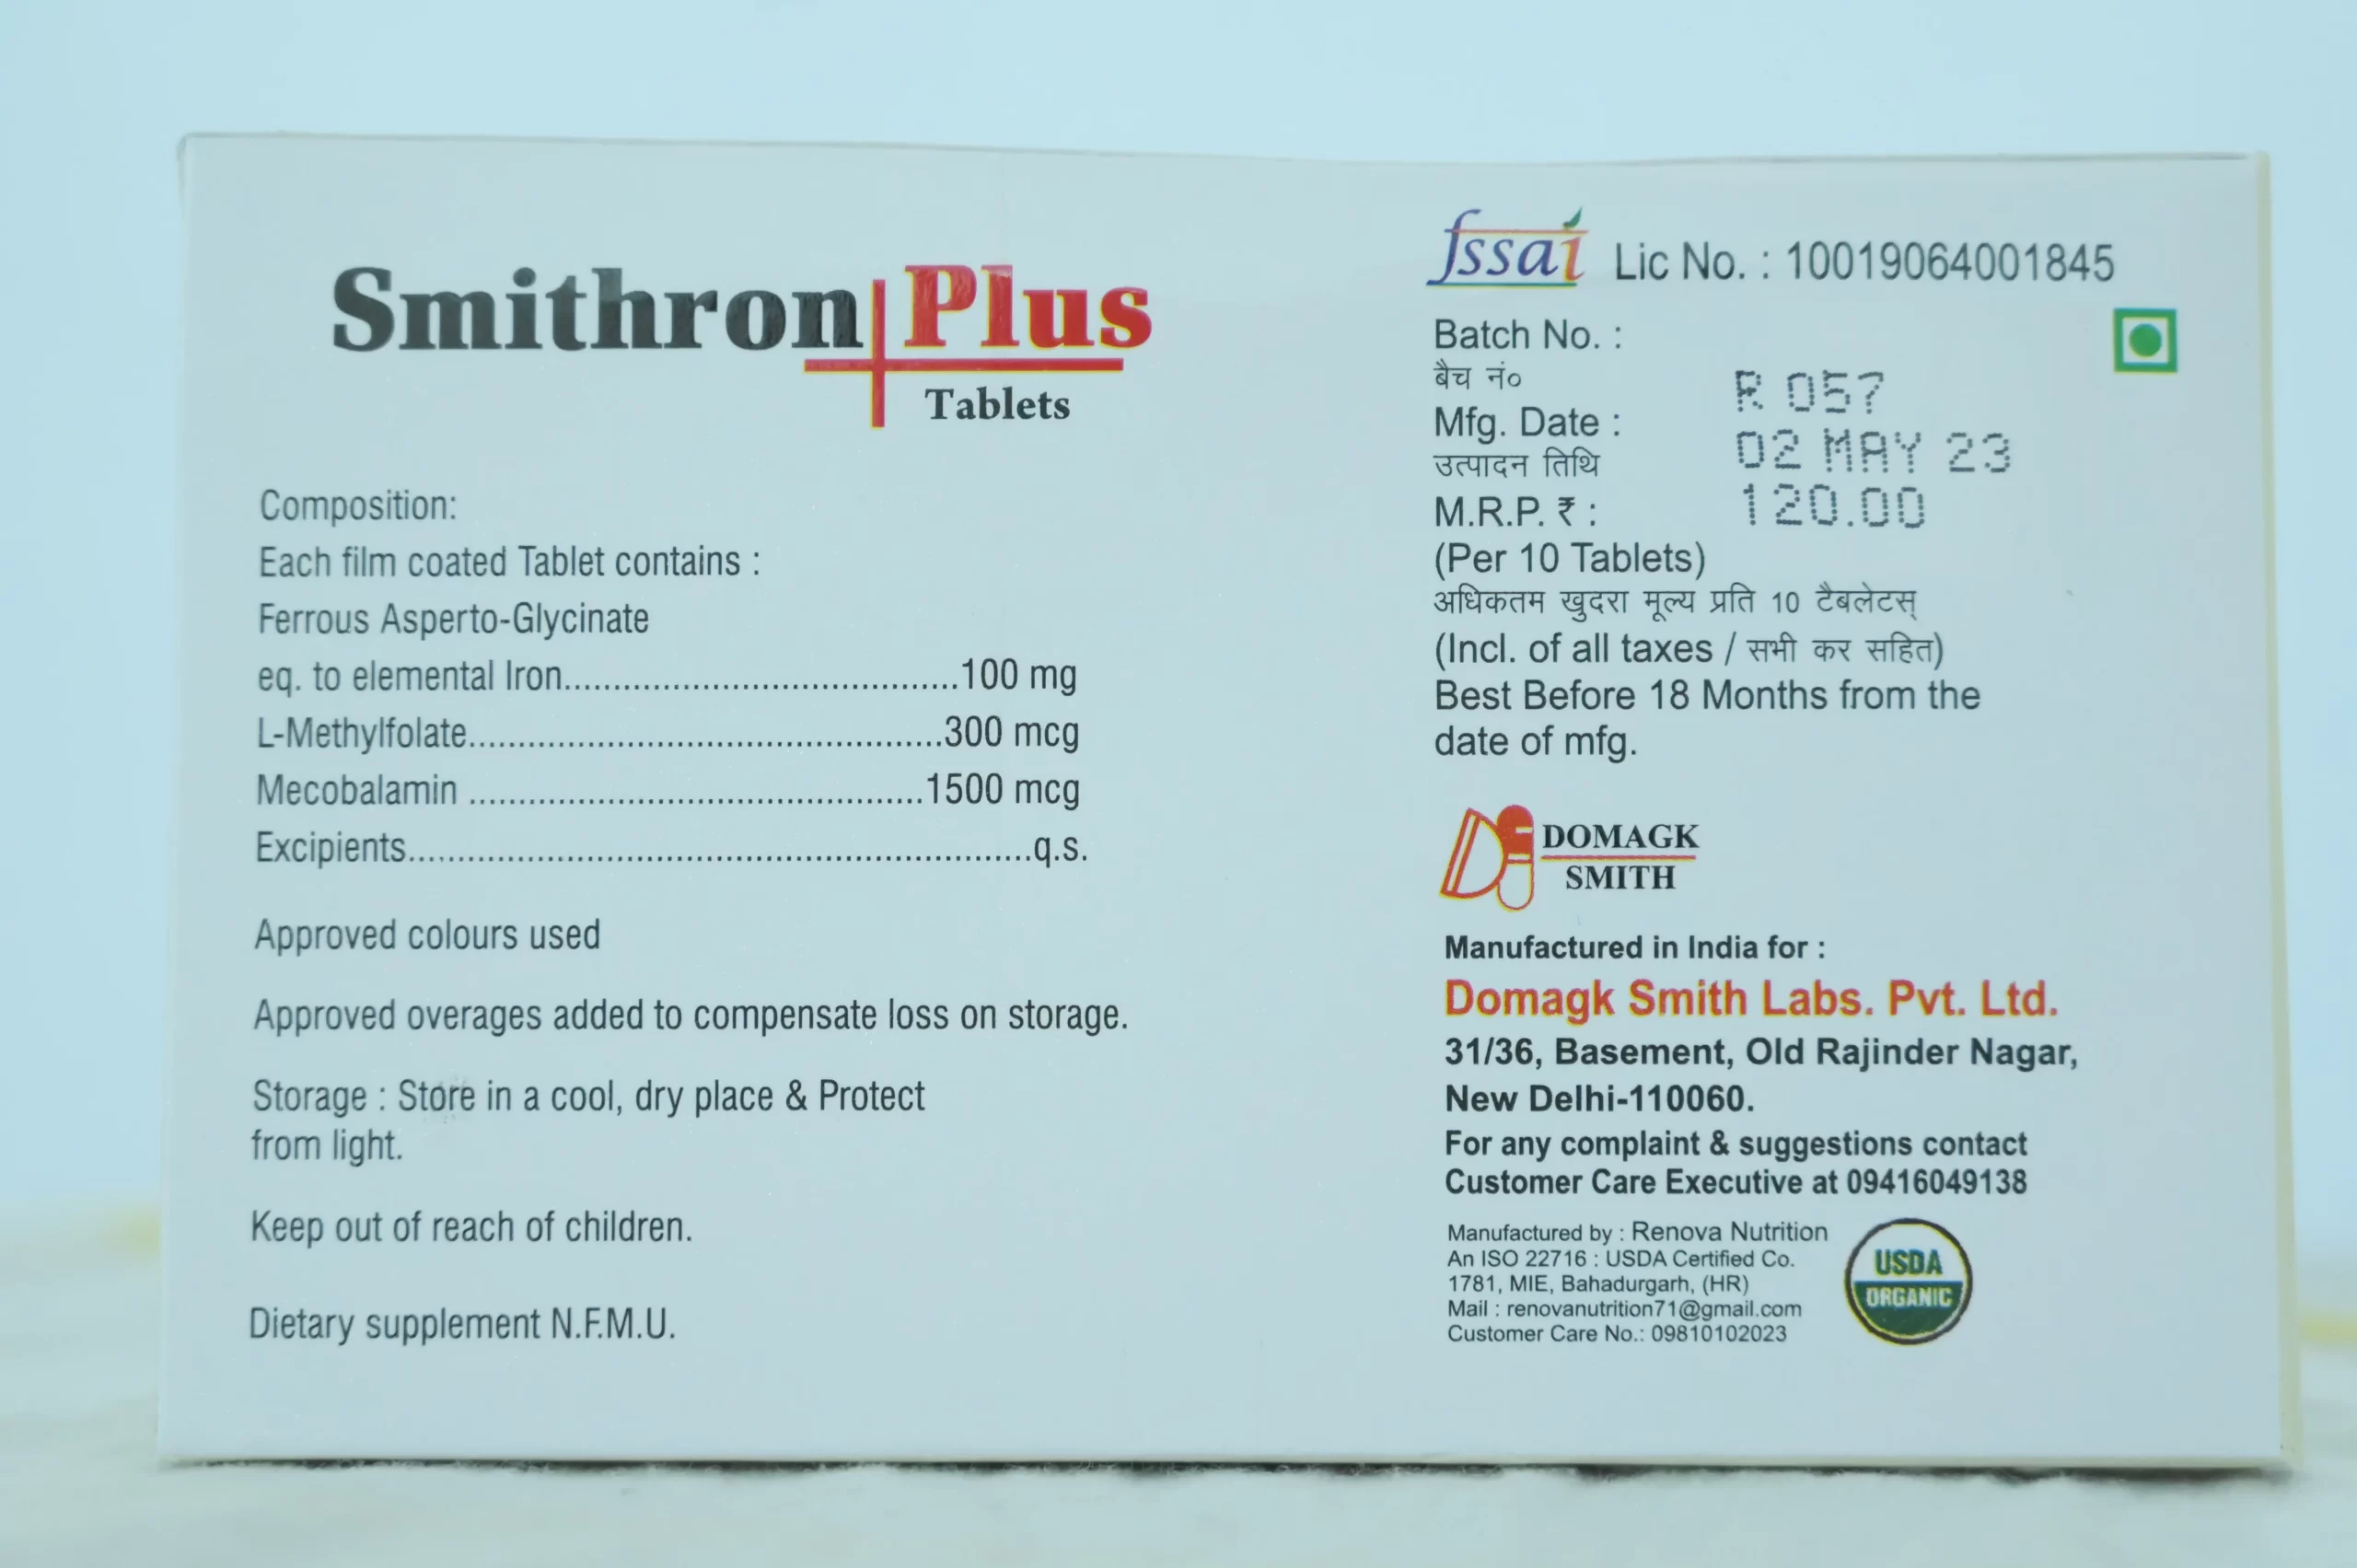 Smithron Plus
Tablets
Composition:
Each film coated Tablet contains :
Ferrous Asperto-Glycinate
eq. to elemental Iron........................................100 mg
L-Methylfolate................................................300 mcg
Mecobalamin ..............................................1500 mcg
Excipients...............................................................q.s.
Approved colours used
Approved overages added to compensate loss on storage.
Storage : Store in a cool, dry place & Protect
from light.
Keep out of reach of children.
Dietary supplement N.F.M.U.
fssai Lic No. : 10019064001845
Batch No. :
बैच नं०
R 057
Mfg. Date :
उत्पादन तिथि
02 MAY 23
M.R.P. ₹ :
120.00
(Per 10 Tablets)
अधिकतम खुदरा मूल्य प्रति 10 टैबलेटस्
(Incl. of all taxes / सभी कर सहित)
Best Before 18 Months from the
date of mfg.
DOMAGK
SMITH
Manufactured in India for :
Domagk Smith Labs. Pvt. Ltd.
31/36, Basement, Old Rajinder Nagar,
New Delhi-110060.
For any complaint & suggestions contact
Customer Care Executive at 09416049138
Manufactured by : Renova Nutrition
An ISO 22716 : USDA Certified Co.
1781, MIE, Bahadurgarh, (HR)
Mail : renovanutrition71@gmail.com
Customer Care No.: 09810102023
USDA
ORGANIC